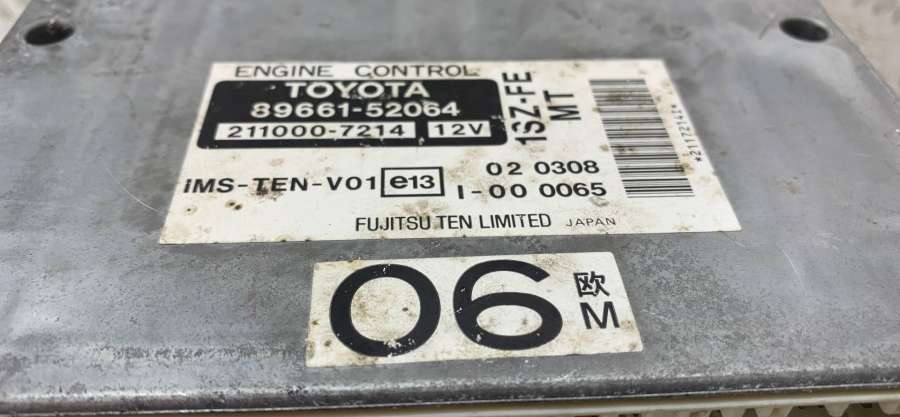 ENGINE CONTROL
TOYOTA
89661-52064
211000-7214 12V
1SZ-FE
MT
*2117214I*
iMS-TEN-V01 e13 02 0308
I-00 0065
FUJITSU TEN LIMITED JAPAN
06 欧
M